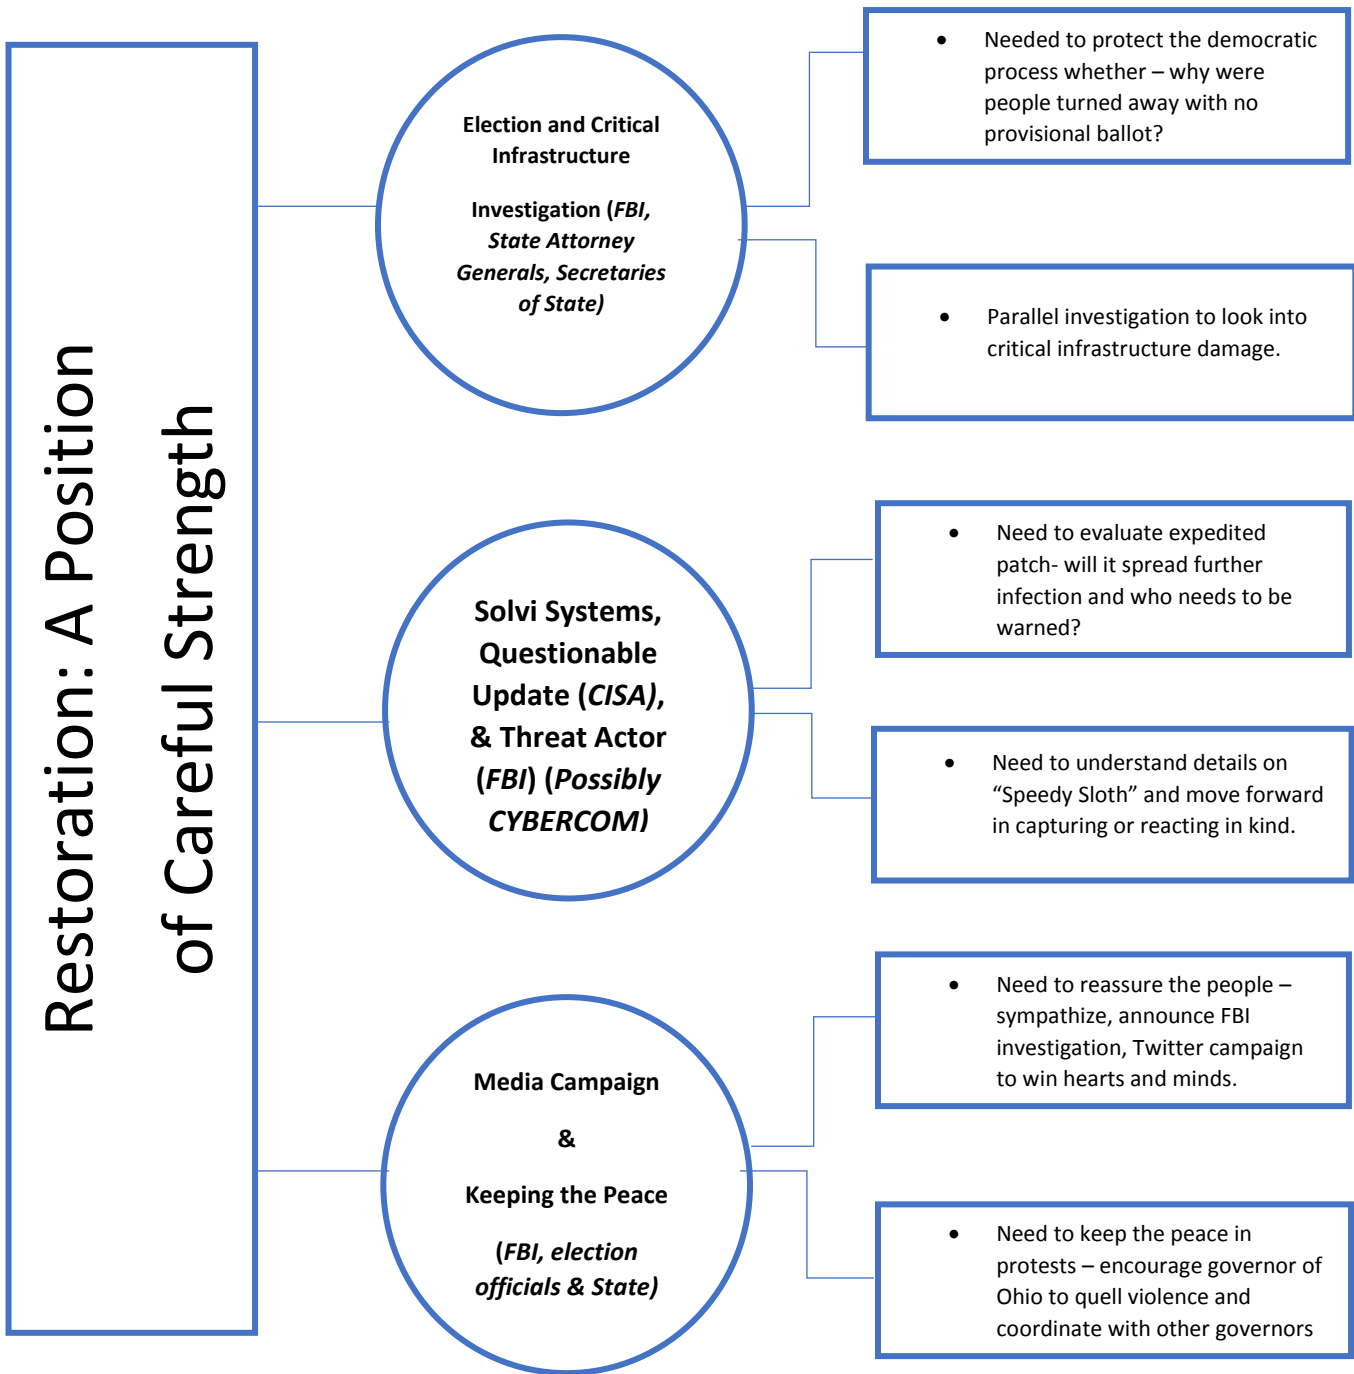 Restoration: A Position
of Careful Strength
Election and Critical
Infrastructure
Investigation (FBI,
State Attorney
Generals, Secretaries
of State)
• Needed to protect the democratic
process whether – why were
people turned away with no
provisional ballot?
• Parallel investigation to look into
critical infrastructure damage.
Solvi Systems,
Questionable
Update (CISA),
& Threat Actor
(FBI) (Possibly
CYBERCOM)
• Need to evaluate expedited
patch- will it spread further
infection and who needs to be
warned?
• Need to understand details on
“Speedy Sloth” and move forward
in capturing or reacting in kind.
Media Campaign
&
Keeping the Peace
(FBI, election
officials & State)
• Need to reassure the people –
sympathize, announce FBI
investigation, Twitter campaign
to win hearts and minds.
• Need to keep the peace in
protests – encourage governor of
Ohio to quell violence and
coordinate with other governors